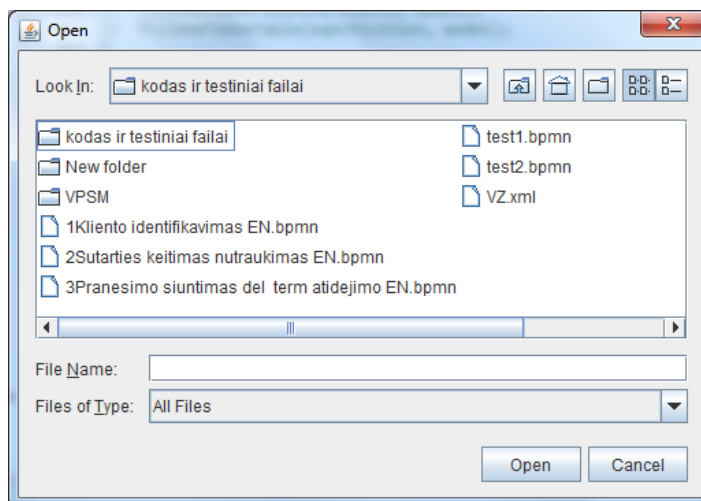 Open
Look In: kodas ir testiniai failai
kodas ir testiniai failai
New folder
VPSM
1Kliento identifikavimas EN.bpmn
2Sutarties keitimas nutraukimas EN.bpmn
3Pranesimo siuntimas del term atidejimo EN.bpmn
test1.bpmn
test2.bpmn
VZ.xml
File Name:
Files of Type: All Files
Open Cancel